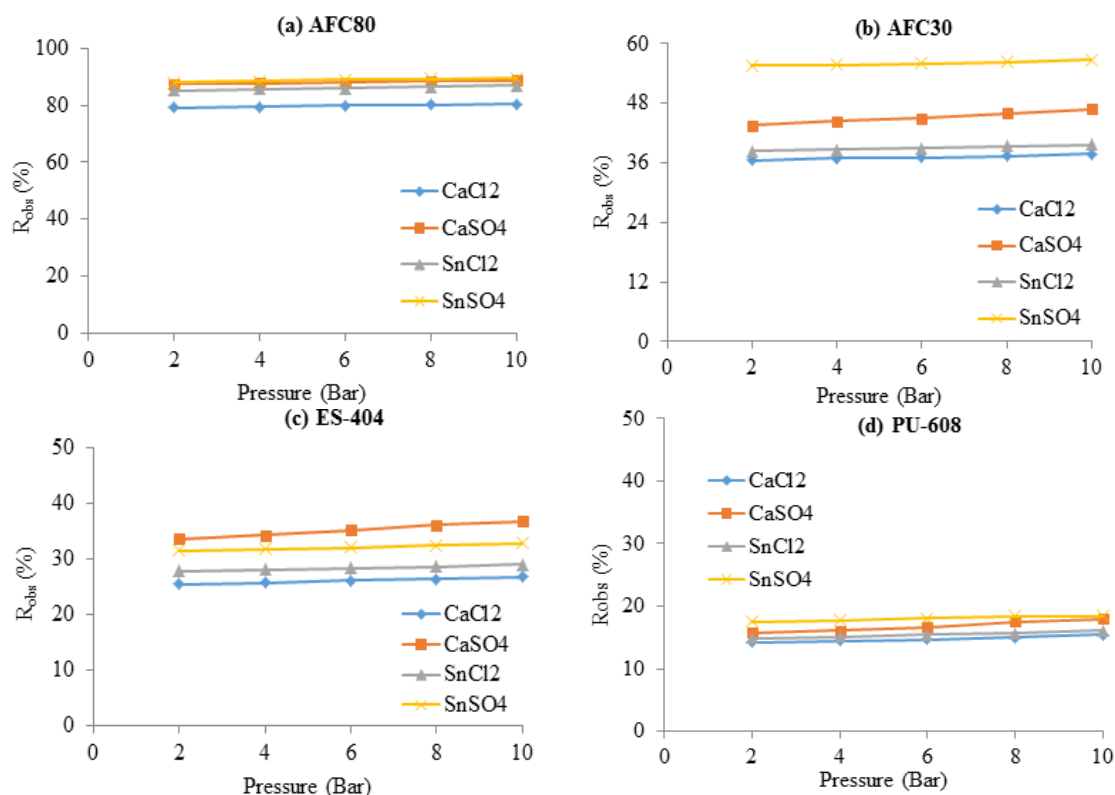 (a) AFC80
100
80
60
40
20
0
R_obs (%)
CaCl2
CaSO4
SnCl2
SnSO4
0 2 4 6 8 10
Pressure (Bar)
(b) AFC30
60
48
36
24
12
0
R_obs (%)
CaCl2
CaSO4
SnCl2
SnSO4
0 2 4 6 8 10
Pressure (Bar)
(c) ES-404
50
40
30
20
10
0
R_obs (%)
CaCl2
CaSO4
SnCl2
SnSO4
0 2 4 6 8 10
Pressure (Bar)
(d) PU-608
50
40
30
20
10
0
Robs (%)
CaCl2
CaSO4
SnCl2
SnSO4
0 2 4 6 8 10
Pressure (Bar)